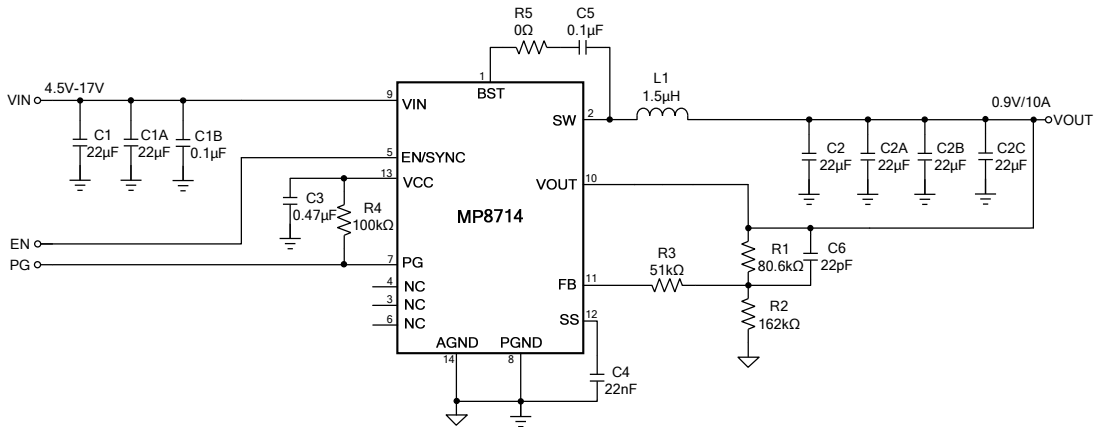 R5
0Ω
C5
0.1µF
1
BST
VIN
4.5V-17V
9
VIN
C1
22µF
C1A
22µF
C1B
0.1µF
SW
2
L1
1.5µH
0.9V/10A
VOUT
C2
22µF
C2A
22µF
C2B
22µF
C2C
22µF
5
EN/SYNC
13
VCC
VOUT
10
C3
0.47µF
R4
100kΩ
MP8714
EN
PG
7
PG
4
NC
3
NC
6
NC
R3
51kΩ
FB
11
R1
80.6kΩ
C6
22pF
R2
162kΩ
SS
12
AGND
14
PGND
8
C4
22nF